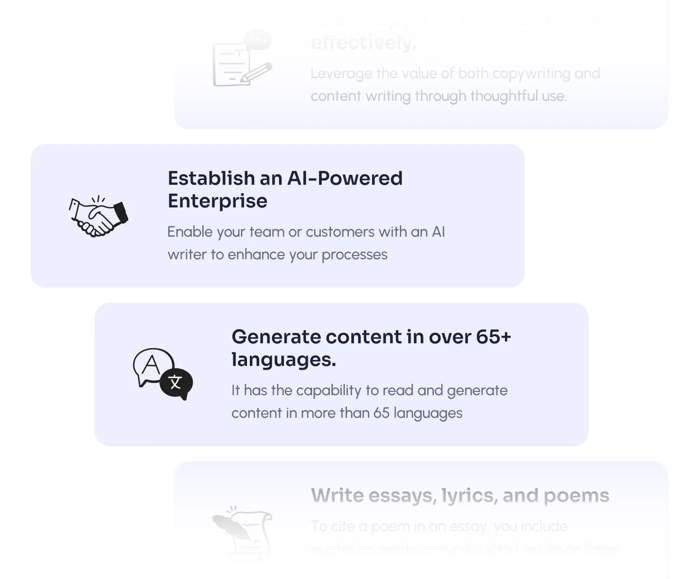 effectively.
Leverage the value of both copywriting and
content writing through thoughtful use.
Establish an AI-Powered
Enterprise
Enable your team or customers with an AI
writer to enhance your processes
Generate content in over 65+
languages.
It has the capability to read and generate
content in more than 65 languages
A
文
Write essays, lyrics, and poems
To cite a poem in an essay, you include